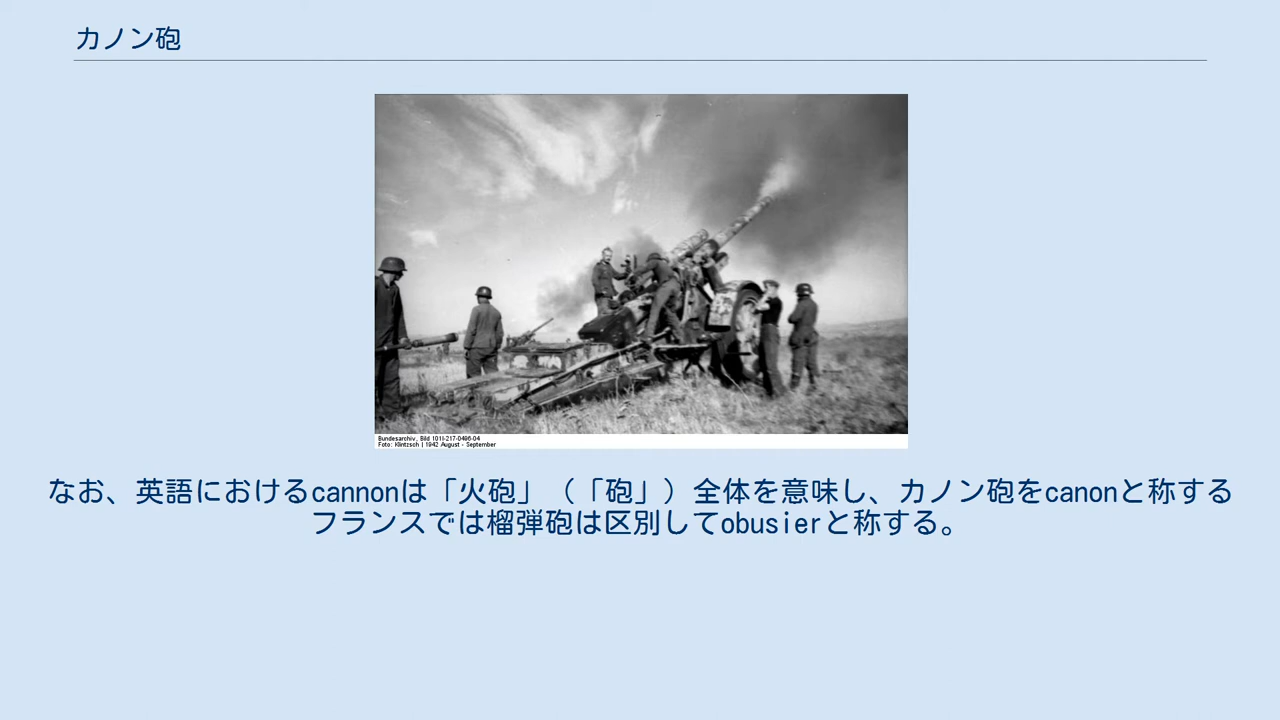 カノン砲
Bundesarchiv, Bild 101I-217-0496-04
Foto: Klintzsch | 1942 August - September
なお、英語におけるcannonは「火砲」（「砲」）全体を意味し、カノン砲をcanonと称する
フランスでは榴弾砲は区別してobusierと称する。